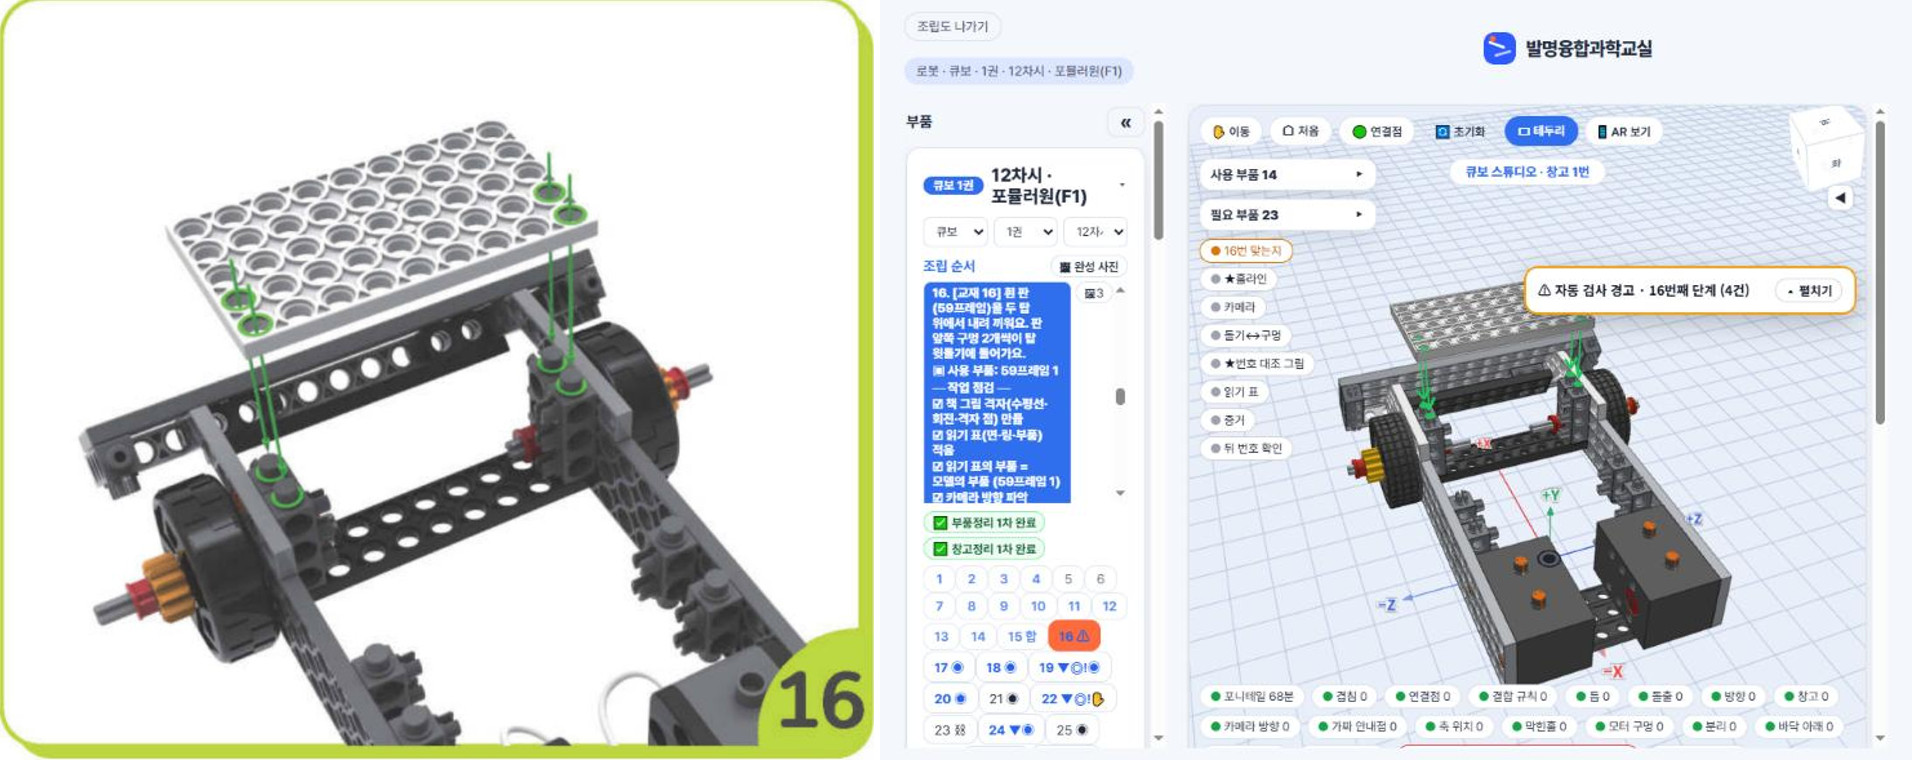 16
조립도 나가기
로봇 · 큐보 · 1권 · 12차시 · 포뮬러원(F1)
발명융합과학교실
부품
«
큐보 1권
12차시 ·
포뮬러원(F1)
큐보
1권
12차시
조립 순서
완성 사진
16. [교재 16] 흰 판
(59프레임)을 두 탑
위에서 내려 끼워요. 판
앞쪽 구멍 2개씩이 탑
윗돌기에 들어가요.
▣ 사용 부품: 59프레임 1
— 작업 점검 —
☑ 책 그림 격자(수평선·
회전·격자 점) 만듦
☑ 읽기 표(면·링·부품)
적음
☑ 읽기 표의 부품 =
모델의 부품 (59프레임 1)
☑ 카메라 방향 파악
3
부품정리 1차 완료
창고정리 1차 완료
1 2 3 4 5 6
7 8 9 10 11 12
13 14 15 합 16 ⚠
17 ◉ 18 ◉ 19 ▼◎!◉
20 ◉ 21 ◉ 22 ▼◎!✋
23 ⛓ 24 ▼◉ 25 ◉
이동
처음
연결점
초기화
테두리
AR 보기
사용 부품 14
큐보 스튜디오 · 창고 1번
필요 부품 23
16번 맞는지
★홀라인
카메라
돌기↔구멍
★번호 대조 그림
읽기 표
증거
뒤 번호 확인
⚠ 자동 검사 경고 · 16번째 단계 (4건)
펼치기
+X
+Y
+Z
−Z
−X
포니테일 68분
겹침 0
연결점 0
결합 규칙 0
틈 0
돌출 0
방향 0
창고 0
카메라 방향 0
가짜 안내점 0
축 위치 0
막힌홀 0
모터 구멍 0
분리 0
바닥 아래 0